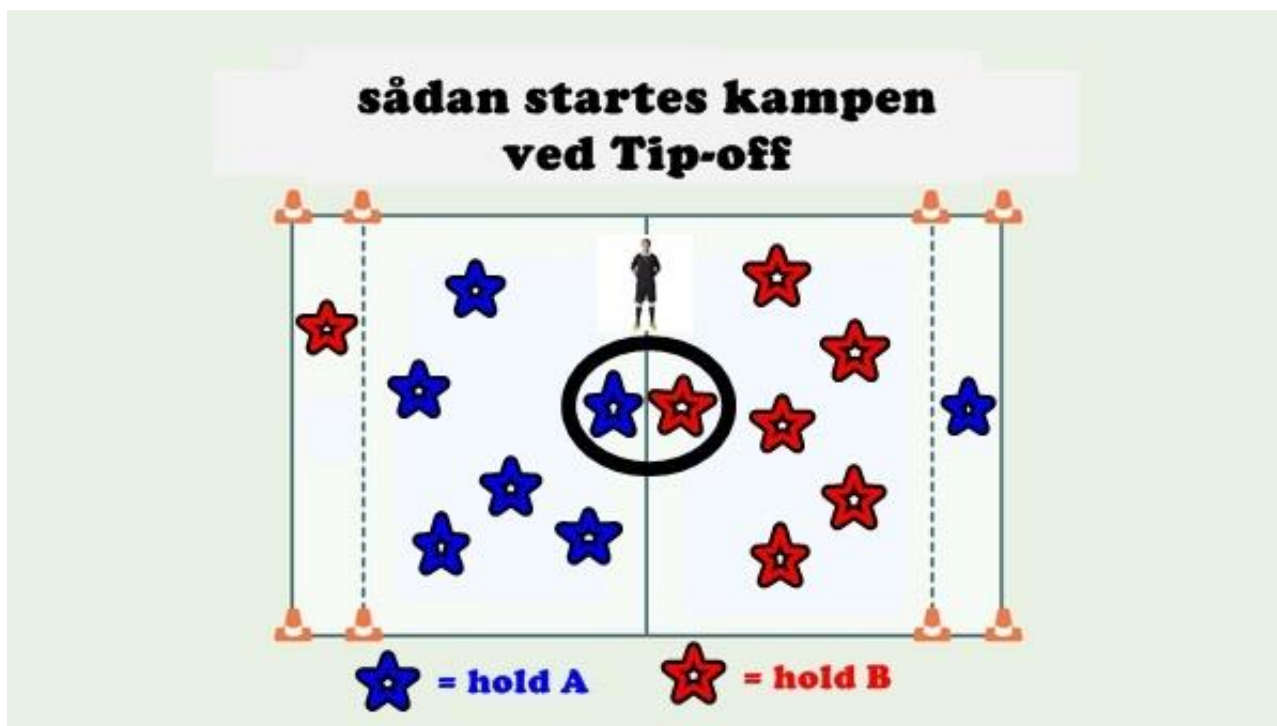 sådan startes kampen
ved Tip-off
= hold A
= hold B